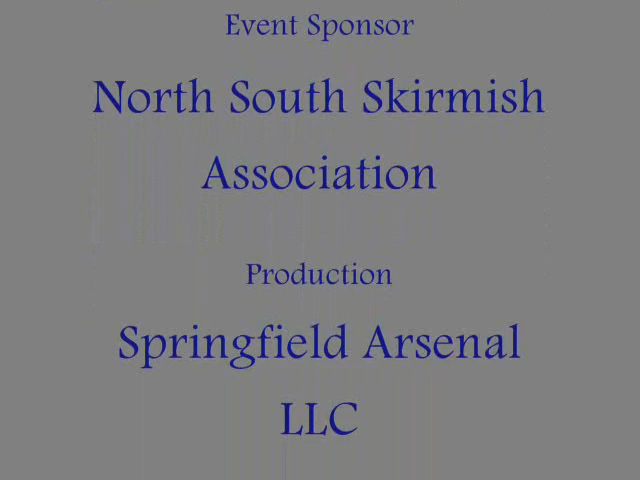 Event Sponsor
North South Skirmish
Association
Production
Springfield Arsenal
LLC